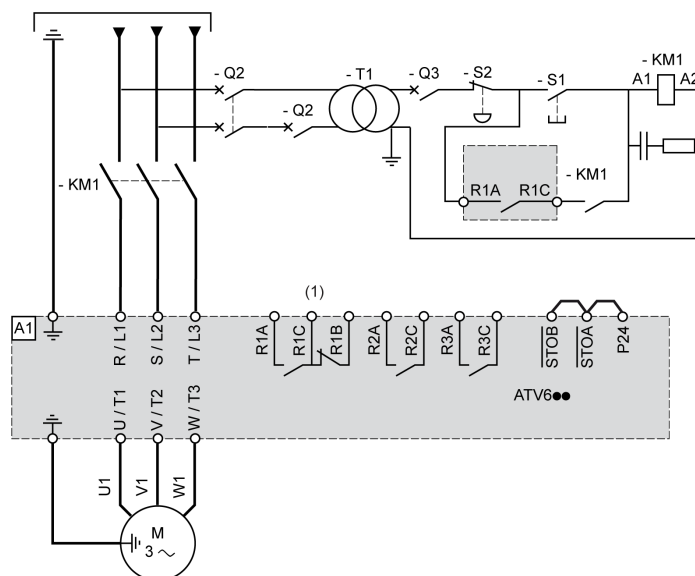 - Q2
- T1
- Q3
- S2
- S1
- KM1
A1
A2
- Q2
- KM1
R1A
R1C
- KM1
(1)
A1
R / L1
S / L2
T / L3
R1A
R1C
R1B
R2A
R2C
R3A
R3C
STOB
STOA
P24
ATV6●●
U / T1
V / T2
W / T3
U1
V1
W1
M
3 ~